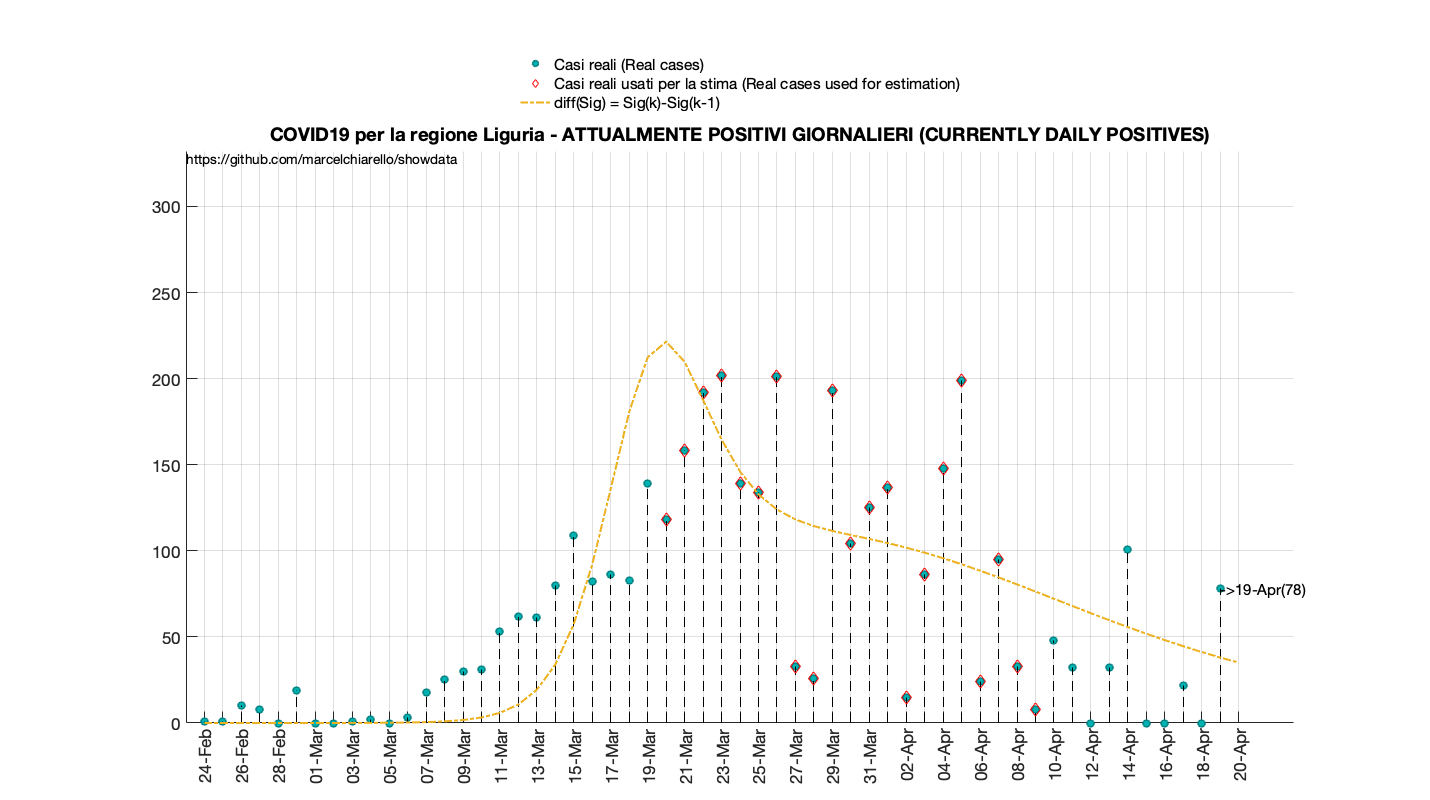 Casi reali (Real cases)
Casi reali usati per la stima (Real cases used for estimation)
diff(Sig) = Sig(k)-Sig(k-1)
COVID19 per la regione Liguria - ATTUALMENTE POSITIVI GIORNALIERI (CURRENTLY DAILY POSITIVES)
https://github.com/marcelchiarello/showdata
300
250
200
150
100
50
0
->19-Apr(78)
24-Feb
26-Feb
28-Feb
01-Mar
03-Mar
05-Mar
07-Mar
09-Mar
11-Mar
13-Mar
15-Mar
17-Mar
19-Mar
21-Mar
23-Mar
25-Mar
27-Mar
29-Mar
31-Mar
02-Apr
04-Apr
06-Apr
08-Apr
10-Apr
12-Apr
14-Apr
16-Apr
18-Apr
20-Apr